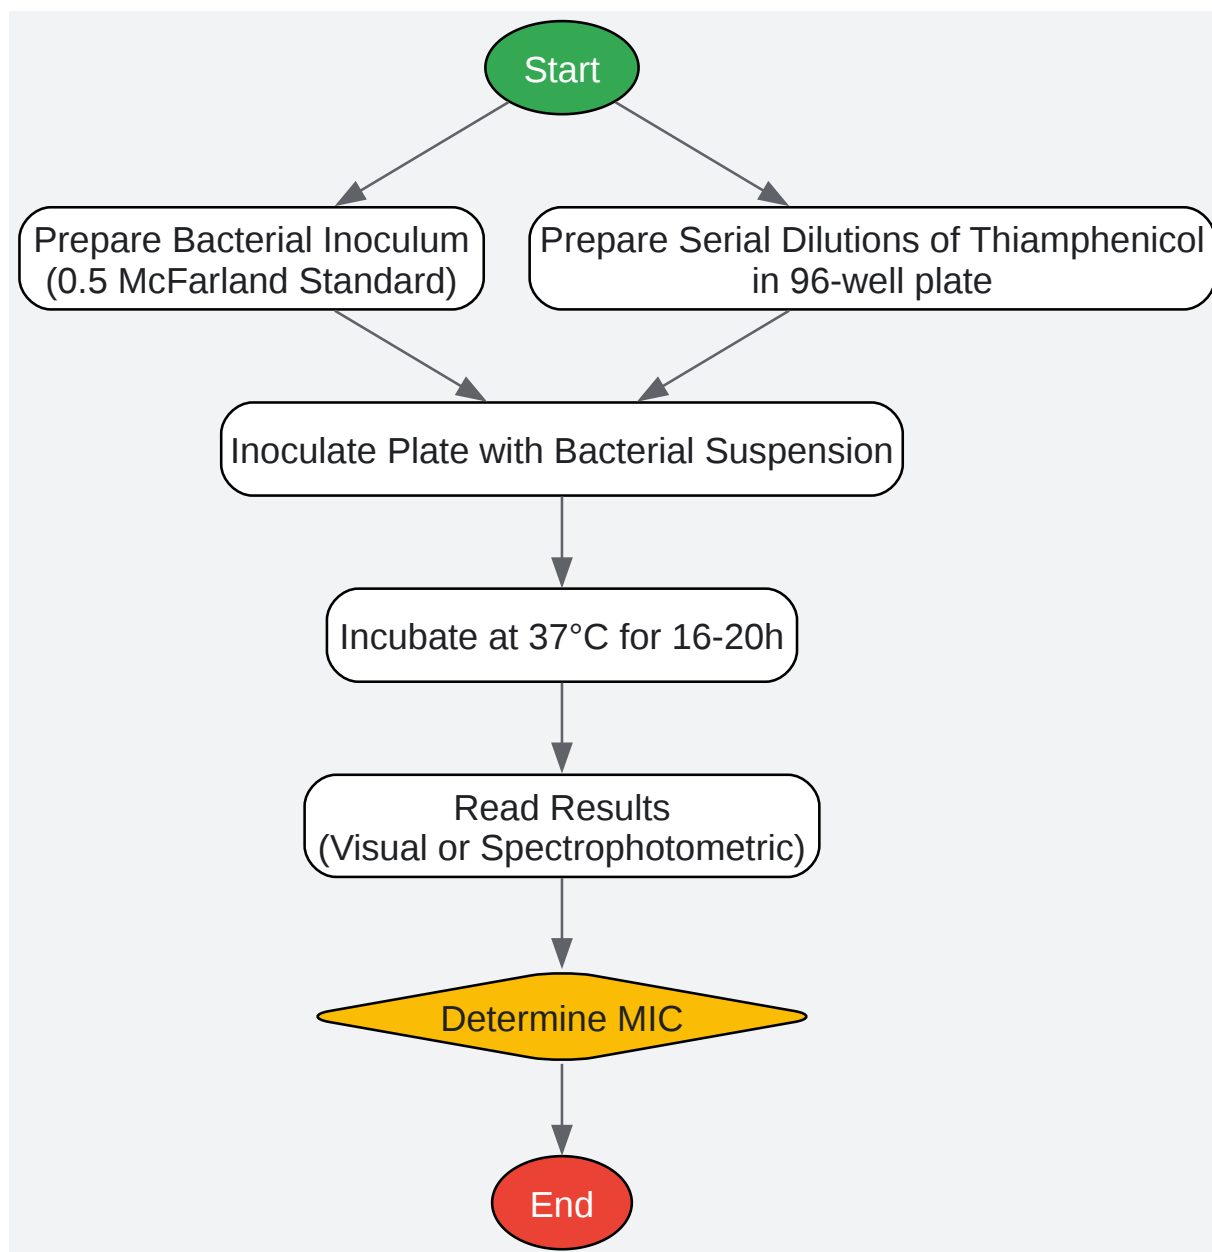 Start
Prepare Bacterial Inoculum
(0.5 McFarland Standard)
Prepare Serial Dilutions of Thiamphenicol
in 96-well plate
Inoculate Plate with Bacterial Suspension
Incubate at 37°C for 16-20h
Read Results
(Visual or Spectrophotometric)
Determine MIC
End